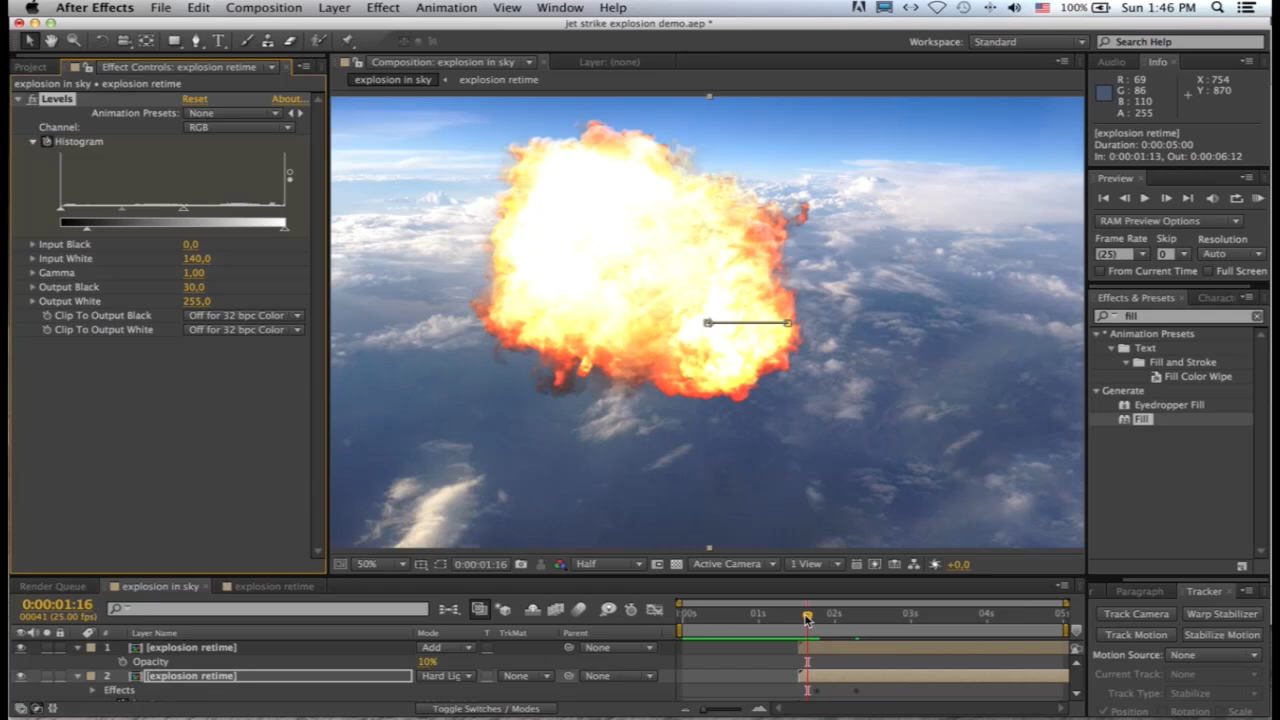 After Effects File Edit Composition Layer Effect Animation View Window Help 100% Sun 1:46 PM
jet strike explosion demo.aep *
Workspace: Standard Search Help
Project Effect Controls: explosion retime Composition: explosion in sky Layer: (none) Audio Info
explosion in sky • explosion retime
explosion in sky explosion retime
fx Levels Reset About...
Animation Presets: None
Channel: RGB
Histogram
R : 69 X : 754
G : 86 Y : 870
B : 110
A : 255
[explosion retime]
Duration: 0:00:05:00
In: 0:00:01:13, Out: 0:00:06:12
Preview
RAM Preview Options
Frame Rate Skip Resolution
(25) 0 Auto
From Current Time Full Screen
Input Black 0,0
Input White 140,0
Gamma 1,00
Output Black 30,0
Output White 255,0
Clip To Output Black Off for 32 bpc Color
Clip To Output White Off for 32 bpc Color
Effects & Presets Charact
fill
* Animation Presets
Text
Fill and Stroke
Fill Color Wipe
Generate
Eyedropper Fill
Fill
50% 0:00:01:16 Half Active Camera 1 View +0,0
Render Queue explosion in sky explosion retime
0:00:01:16
00041 (25.00 fps)
:00s 01s 02s 03s 04s 05s
# Layer Name Mode T TrkMat Parent
1 [explosion retime] Add None
Opacity 10%
2 [explosion retime] Hard Lig None None
Effects
Toggle Switches / Modes
Paragraph Tracker
Track Camera Warp Stabilizer
Track Motion Stabilize Motion
Motion Source: None
Current Track: None
Track Type: Stabilize
Position Rotation Scale